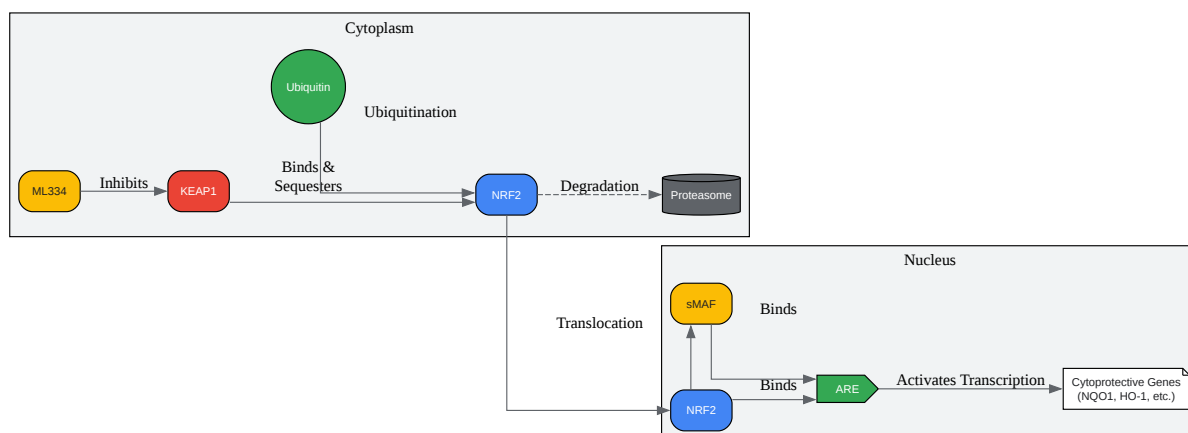 Cytoplasm
Ubiquitin
Ubiquitination
ML334
Inhibits
KEAP1
Binds &
Sequesters
NRF2
Degradation
Proteasome
Nucleus
sMAF
Binds
Translocation
NRF2
Binds
ARE
Activates Transcription
Cytoprotective Genes
(NQO1, HO-1, etc.)